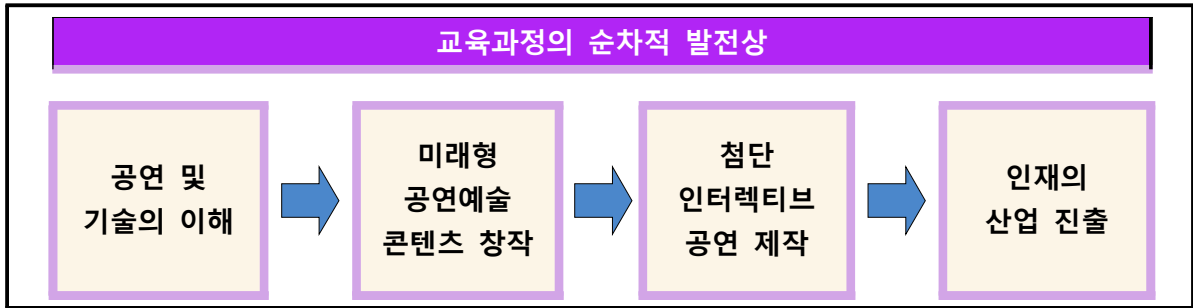 교육과정의 순차적 발전상
공연 및
기술의 이해
미래형
공연예술
콘텐츠 창작
첨단
인터렉티브
공연 제작
인재의
산업 진출